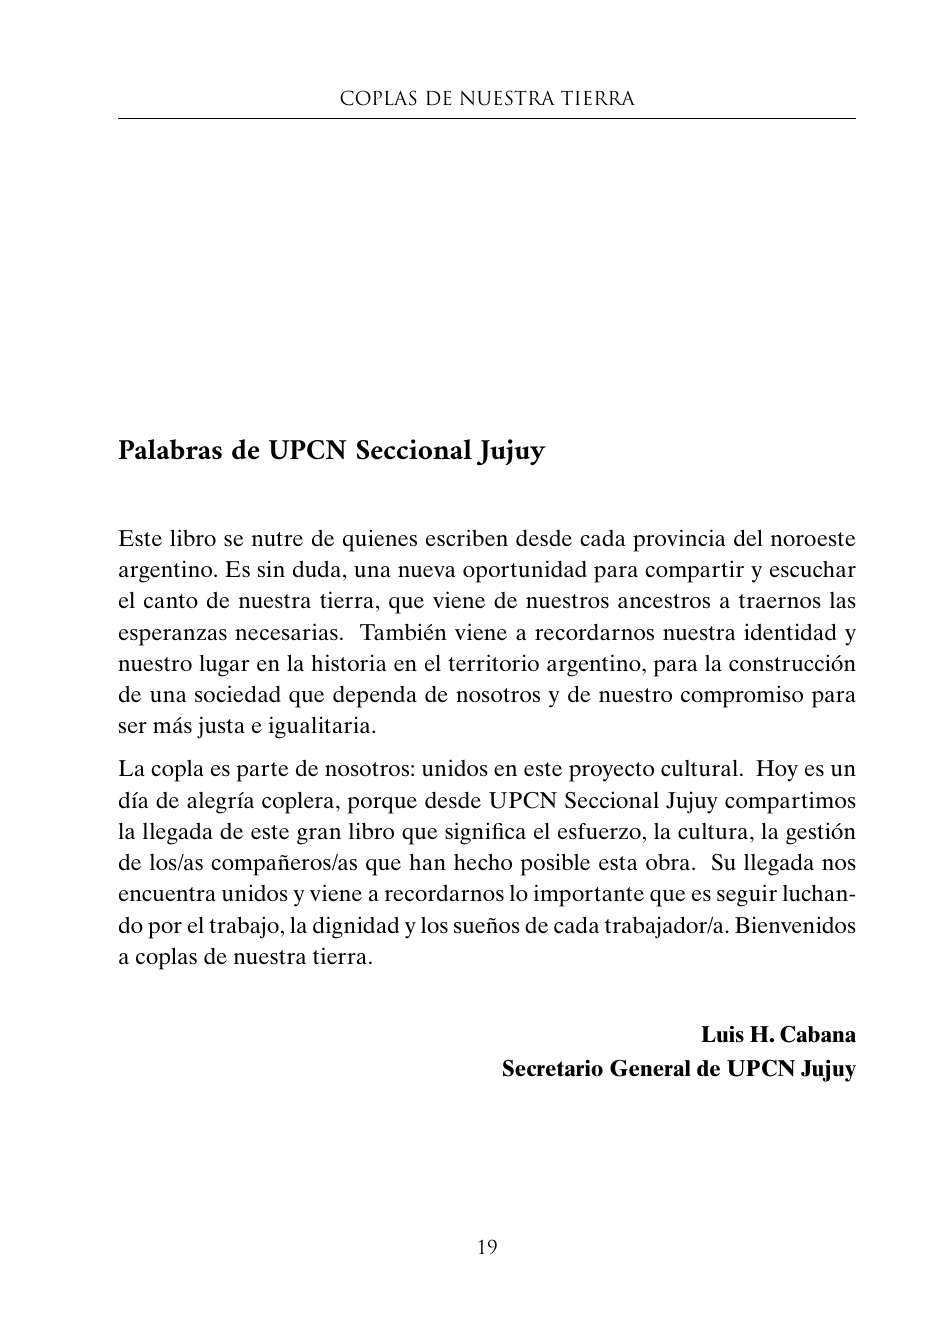 COPLAS DE NUESTRA TIERRA
Palabras de UPCN Seccional Jujuy
Este libro se nutre de quienes escriben desde cada provincia del noroeste
argentino. Es sin duda, una nueva oportunidad para compartir y escuchar
el canto de nuestra tierra, que viene de nuestros ancestros a traernos las
esperanzas necesarias.  También viene a recordarnos nuestra identidad y
nuestro lugar en la historia en el territorio argentino, para la construcción
de una sociedad que dependa de nosotros y de nuestro compromiso para
ser más justa e igualitaria.
La copla es parte de nosotros: unidos en este proyecto cultural.  Hoy es un
día de alegría coplera, porque desde UPCN Seccional Jujuy compartimos
la llegada de este gran libro que significa el esfuerzo, la cultura, la gestión
de los/as compañeros/as que han hecho posible esta obra.  Su llegada nos
encuentra unidos y viene a recordarnos lo importante que es seguir luchan-
do por el trabajo, la dignidad y los sueños de cada trabajador/a. Bienvenidos
a coplas de nuestra tierra.
Luis H. Cabana
Secretario General de UPCN Jujuy
19